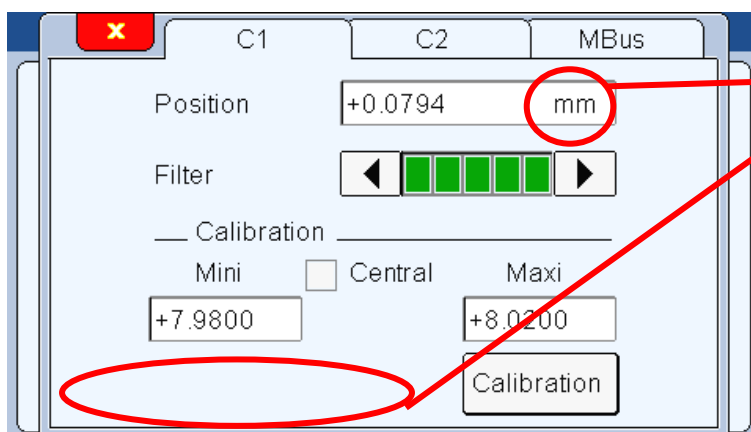 x C1 C2 MBus
Position +0.0794 mm
Filter
Calibration
Mini Central Maxi
+7.9800 +8.0200
Calibration